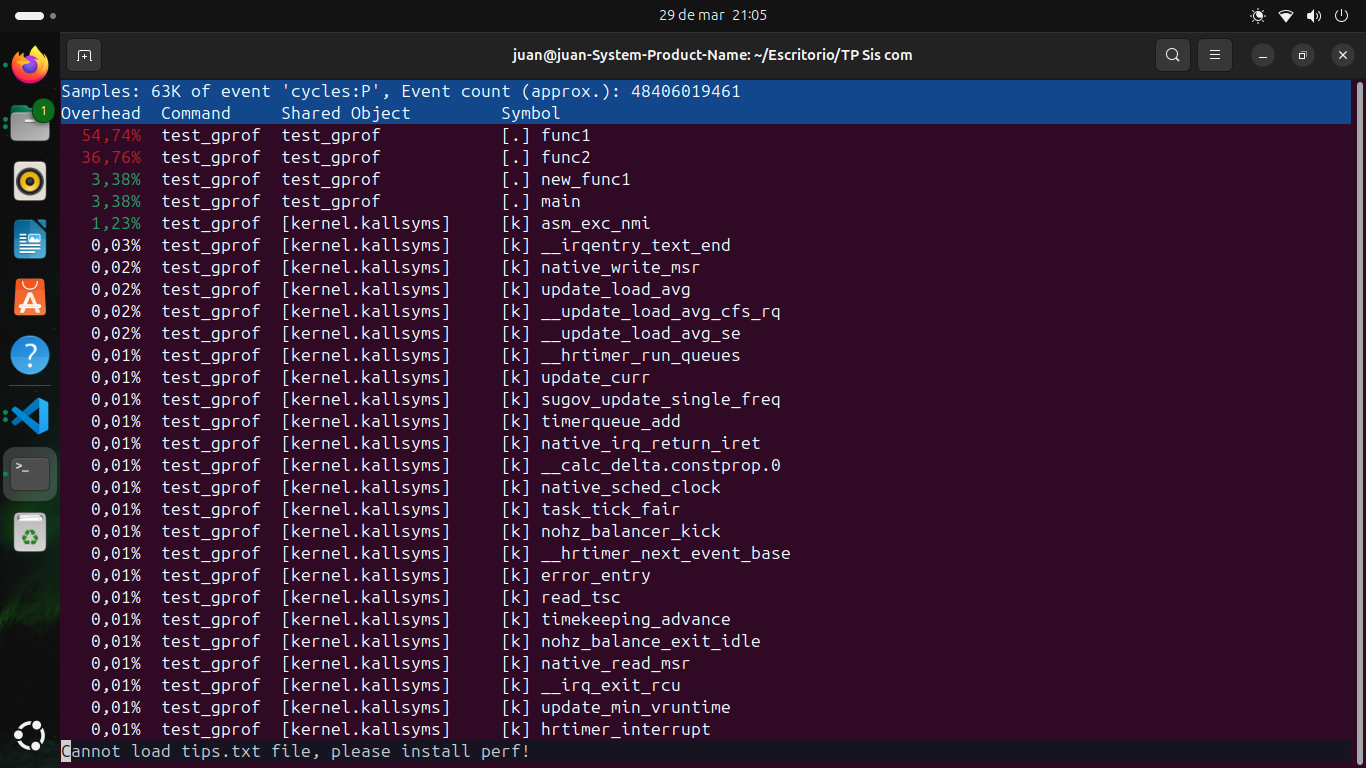 29 de mar 21:05
juan@juan-System-Product-Name: ~/Escritorio/TP Sis com
1
Samples: 63K of event 'cycles:P', Event count (approx.): 48406019461
Overhead Command Shared Object Symbol
54,74% test_gprof test_gprof [.] func1
36,76% test_gprof test_gprof [.] func2
3,38% test_gprof test_gprof [.] new_func1
3,38% test_gprof test_gprof [.] main
1,23% test_gprof [kernel.kallsyms] [k] asm_exc_nmi
0,03% test_gprof [kernel.kallsyms] [k] __irqentry_text_end
0,02% test_gprof [kernel.kallsyms] [k] native_write_msr
0,02% test_gprof [kernel.kallsyms] [k] update_load_avg
0,02% test_gprof [kernel.kallsyms] [k] __update_load_avg_cfs_rq
0,02% test_gprof [kernel.kallsyms] [k] __update_load_avg_se
0,01% test_gprof [kernel.kallsyms] [k] __hrtimer_run_queues
0,01% test_gprof [kernel.kallsyms] [k] update_curr
0,01% test_gprof [kernel.kallsyms] [k] sugov_update_single_freq
0,01% test_gprof [kernel.kallsyms] [k] timerqueue_add
0,01% test_gprof [kernel.kallsyms] [k] native_irq_return_iret
0,01% test_gprof [kernel.kallsyms] [k] __calc_delta.constprop.0
0,01% test_gprof [kernel.kallsyms] [k] native_sched_clock
0,01% test_gprof [kernel.kallsyms] [k] task_tick_fair
0,01% test_gprof [kernel.kallsyms] [k] nohz_balancer_kick
0,01% test_gprof [kernel.kallsyms] [k] __hrtimer_next_event_base
0,01% test_gprof [kernel.kallsyms] [k] error_entry
0,01% test_gprof [kernel.kallsyms] [k] read_tsc
0,01% test_gprof [kernel.kallsyms] [k] timekeeping_advance
0,01% test_gprof [kernel.kallsyms] [k] nohz_balance_exit_idle
0,01% test_gprof [kernel.kallsyms] [k] native_read_msr
0,01% test_gprof [kernel.kallsyms] [k] __irq_exit_rcu
0,01% test_gprof [kernel.kallsyms] [k] update_min_vruntime
0,01% test_gprof [kernel.kallsyms] [k] hrtimer_interrupt
Cannot load tips.txt file, please install perf!